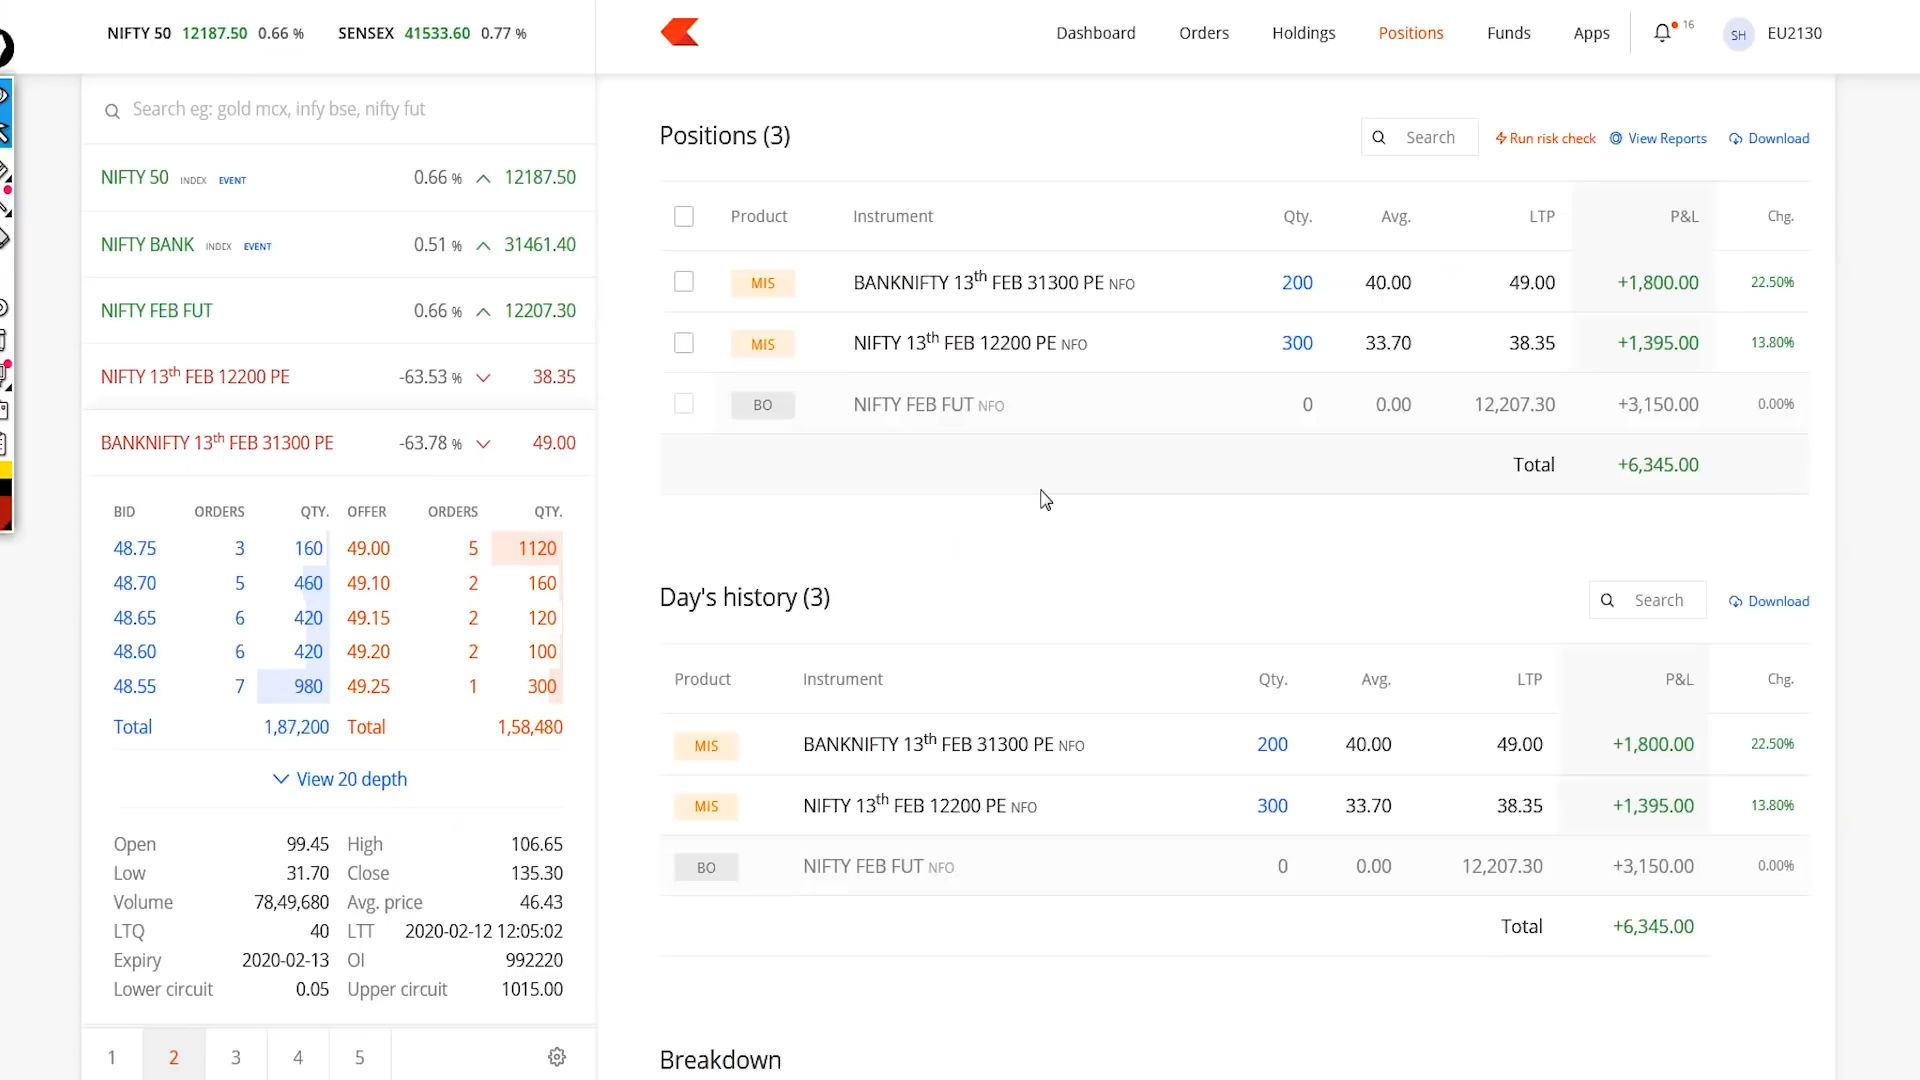 NIFTY 50 12187.50 0.66 % SENSEX 41533.60 0.77 %
Dashboard Orders Holdings Positions Funds Apps 16 SH EU2130
Search eg: gold mcx, infy bse, nifty fut
NIFTY 50 INDEX EVENT 0.66 % 12187.50
NIFTY BANK INDEX EVENT 0.51 % 31461.40
NIFTY FEB FUT 0.66 % 12207.30
NIFTY 13th FEB 12200 PE -63.53 % 38.35
BANKNIFTY 13th FEB 31300 PE -63.78 % 49.00
BID ORDERS QTY. OFFER ORDERS QTY.
48.75 3 160 49.00 5 1120
48.70 5 460 49.10 2 160
48.65 6 420 49.15 2 120
48.60 6 420 49.20 2 100
48.55 7 980 49.25 1 300
Total 1,87,200 Total 1,58,480
View 20 depth
Open 99.45 High 106.65
Low 31.70 Close 135.30
Volume 78,49,680 Avg. price 46.43
LTQ 40 LTT 2020-02-12 12:05:02
Expiry 2020-02-13 OI 992220
Lower circuit 0.05 Upper circuit 1015.00
1 2 3 4 5
Positions (3) Search Run risk check View Reports Download
Product Instrument Qty. Avg. LTP P&L Chg.
MIS BANKNIFTY 13th FEB 31300 PE NFO 200 40.00 49.00 +1,800.00 22.50%
MIS NIFTY 13th FEB 12200 PE NFO 300 33.70 38.35 +1,395.00 13.80%
BO NIFTY FEB FUT NFO 0 0.00 12,207.30 +3,150.00 0.00%
Total +6,345.00
Day's history (3) Search Download
Product Instrument Qty. Avg. LTP P&L Chg.
MIS BANKNIFTY 13th FEB 31300 PE NFO 200 40.00 49.00 +1,800.00 22.50%
MIS NIFTY 13th FEB 12200 PE NFO 300 33.70 38.35 +1,395.00 13.80%
BO NIFTY FEB FUT NFO 0 0.00 12,207.30 +3,150.00 0.00%
Total +6,345.00
Breakdown